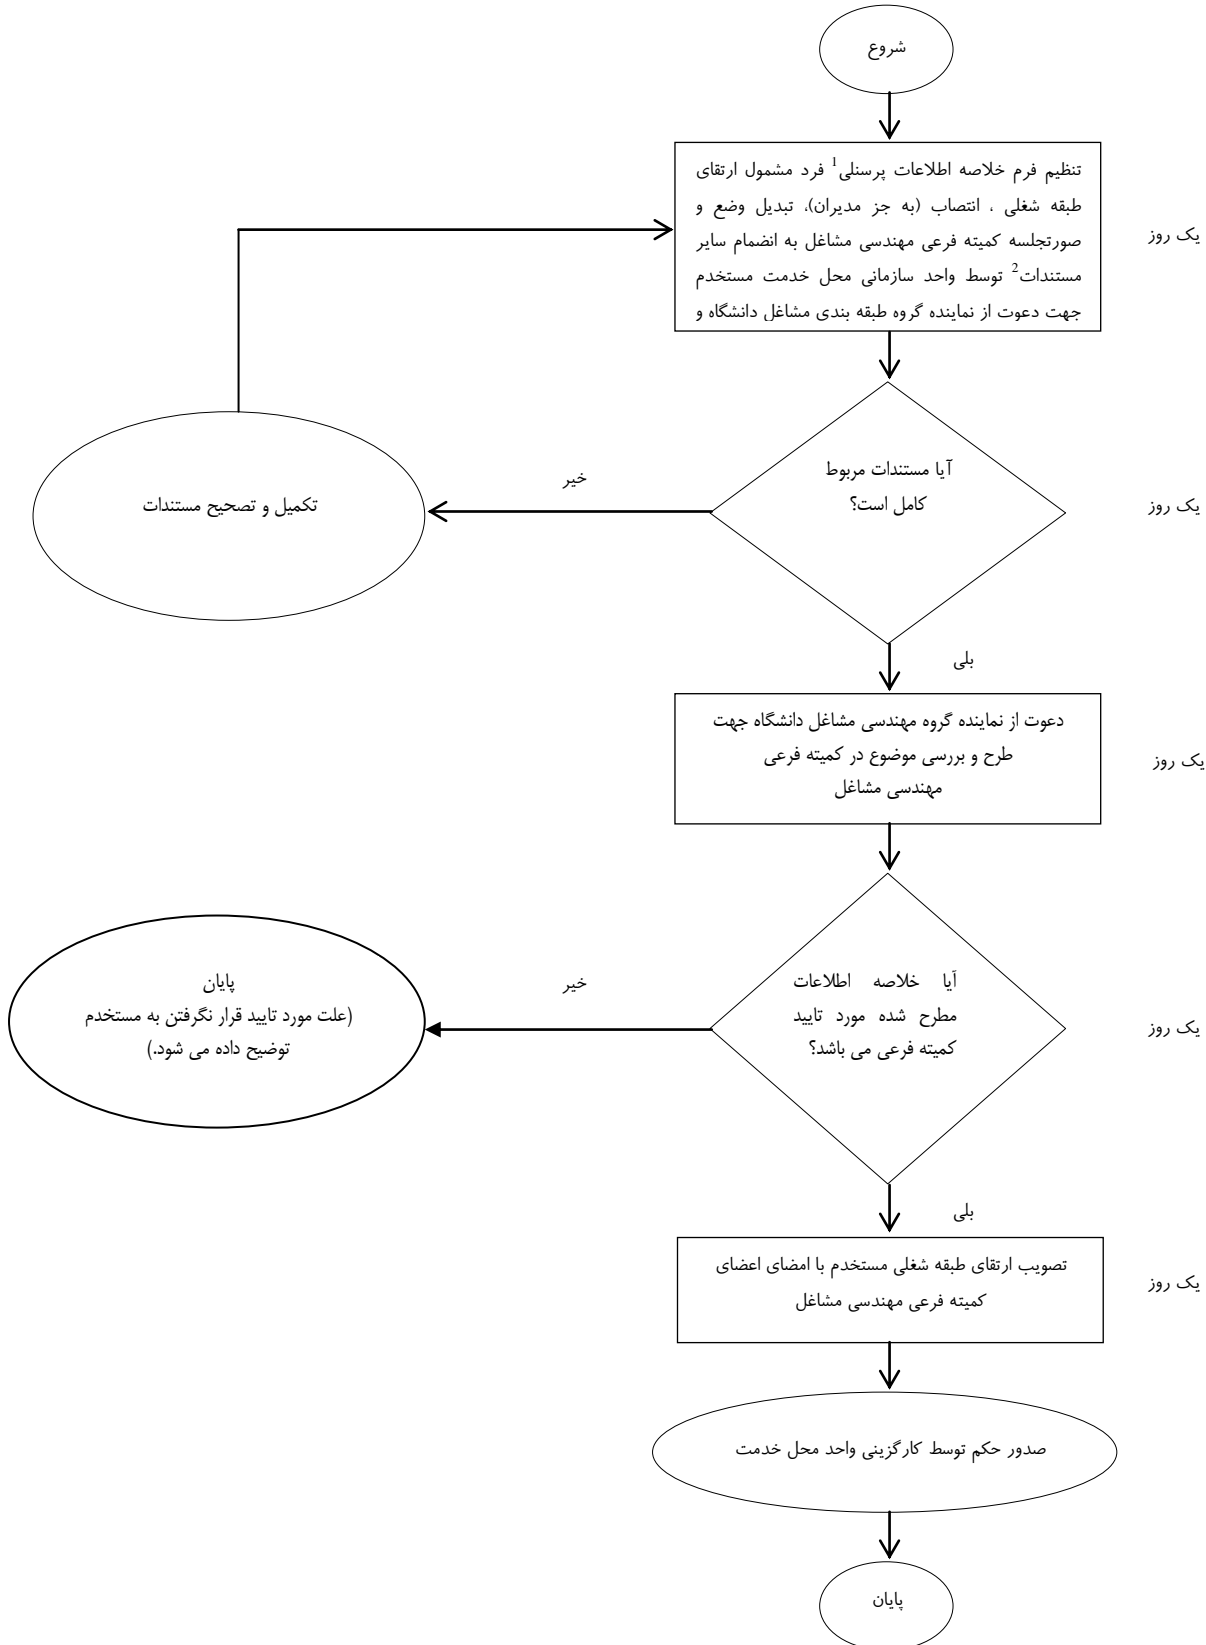 شروع
تنظیم فرم خلاصه اطلاعات پرسنلی1 فرد مشمول ارتقای
طبقه شغلی ، انتصاب (به جز مدیران)، تبدیل وضع و
صورتجلسه کمیته فرعی مهندسی مشاغل به انضمام سایر
مستندات2 توسط واحد سازمانی محل خدمت مستخدم
جهت دعوت از نماینده گروه طبقه بندی مشاغل دانشگاه و
یک روز
آیا مستندات مربوط
کامل است؟
یک روز
خیر
تکمیل و تصحیح مستندات
بلی
دعوت از نماینده گروه مهندسی مشاغل دانشگاه جهت
طرح و بررسی موضوع در کمیته فرعی
مهندسی مشاغل
یک روز
آیا خلاصه اطلاعات
مطرح شده مورد تایید
کمیته فرعی می باشد؟
یک روز
خیر
پایان
(علت مورد تایید قرار نگرفتن به مستخدم
توضیح داده می شود.)
بلی
تصویب ارتقای طبقه شغلی مستخدم با امضای اعضای
کمیته فرعی مهندسی مشاغل
یک روز
صدور حکم توسط کارگزینی واحد محل خدمت
پایان